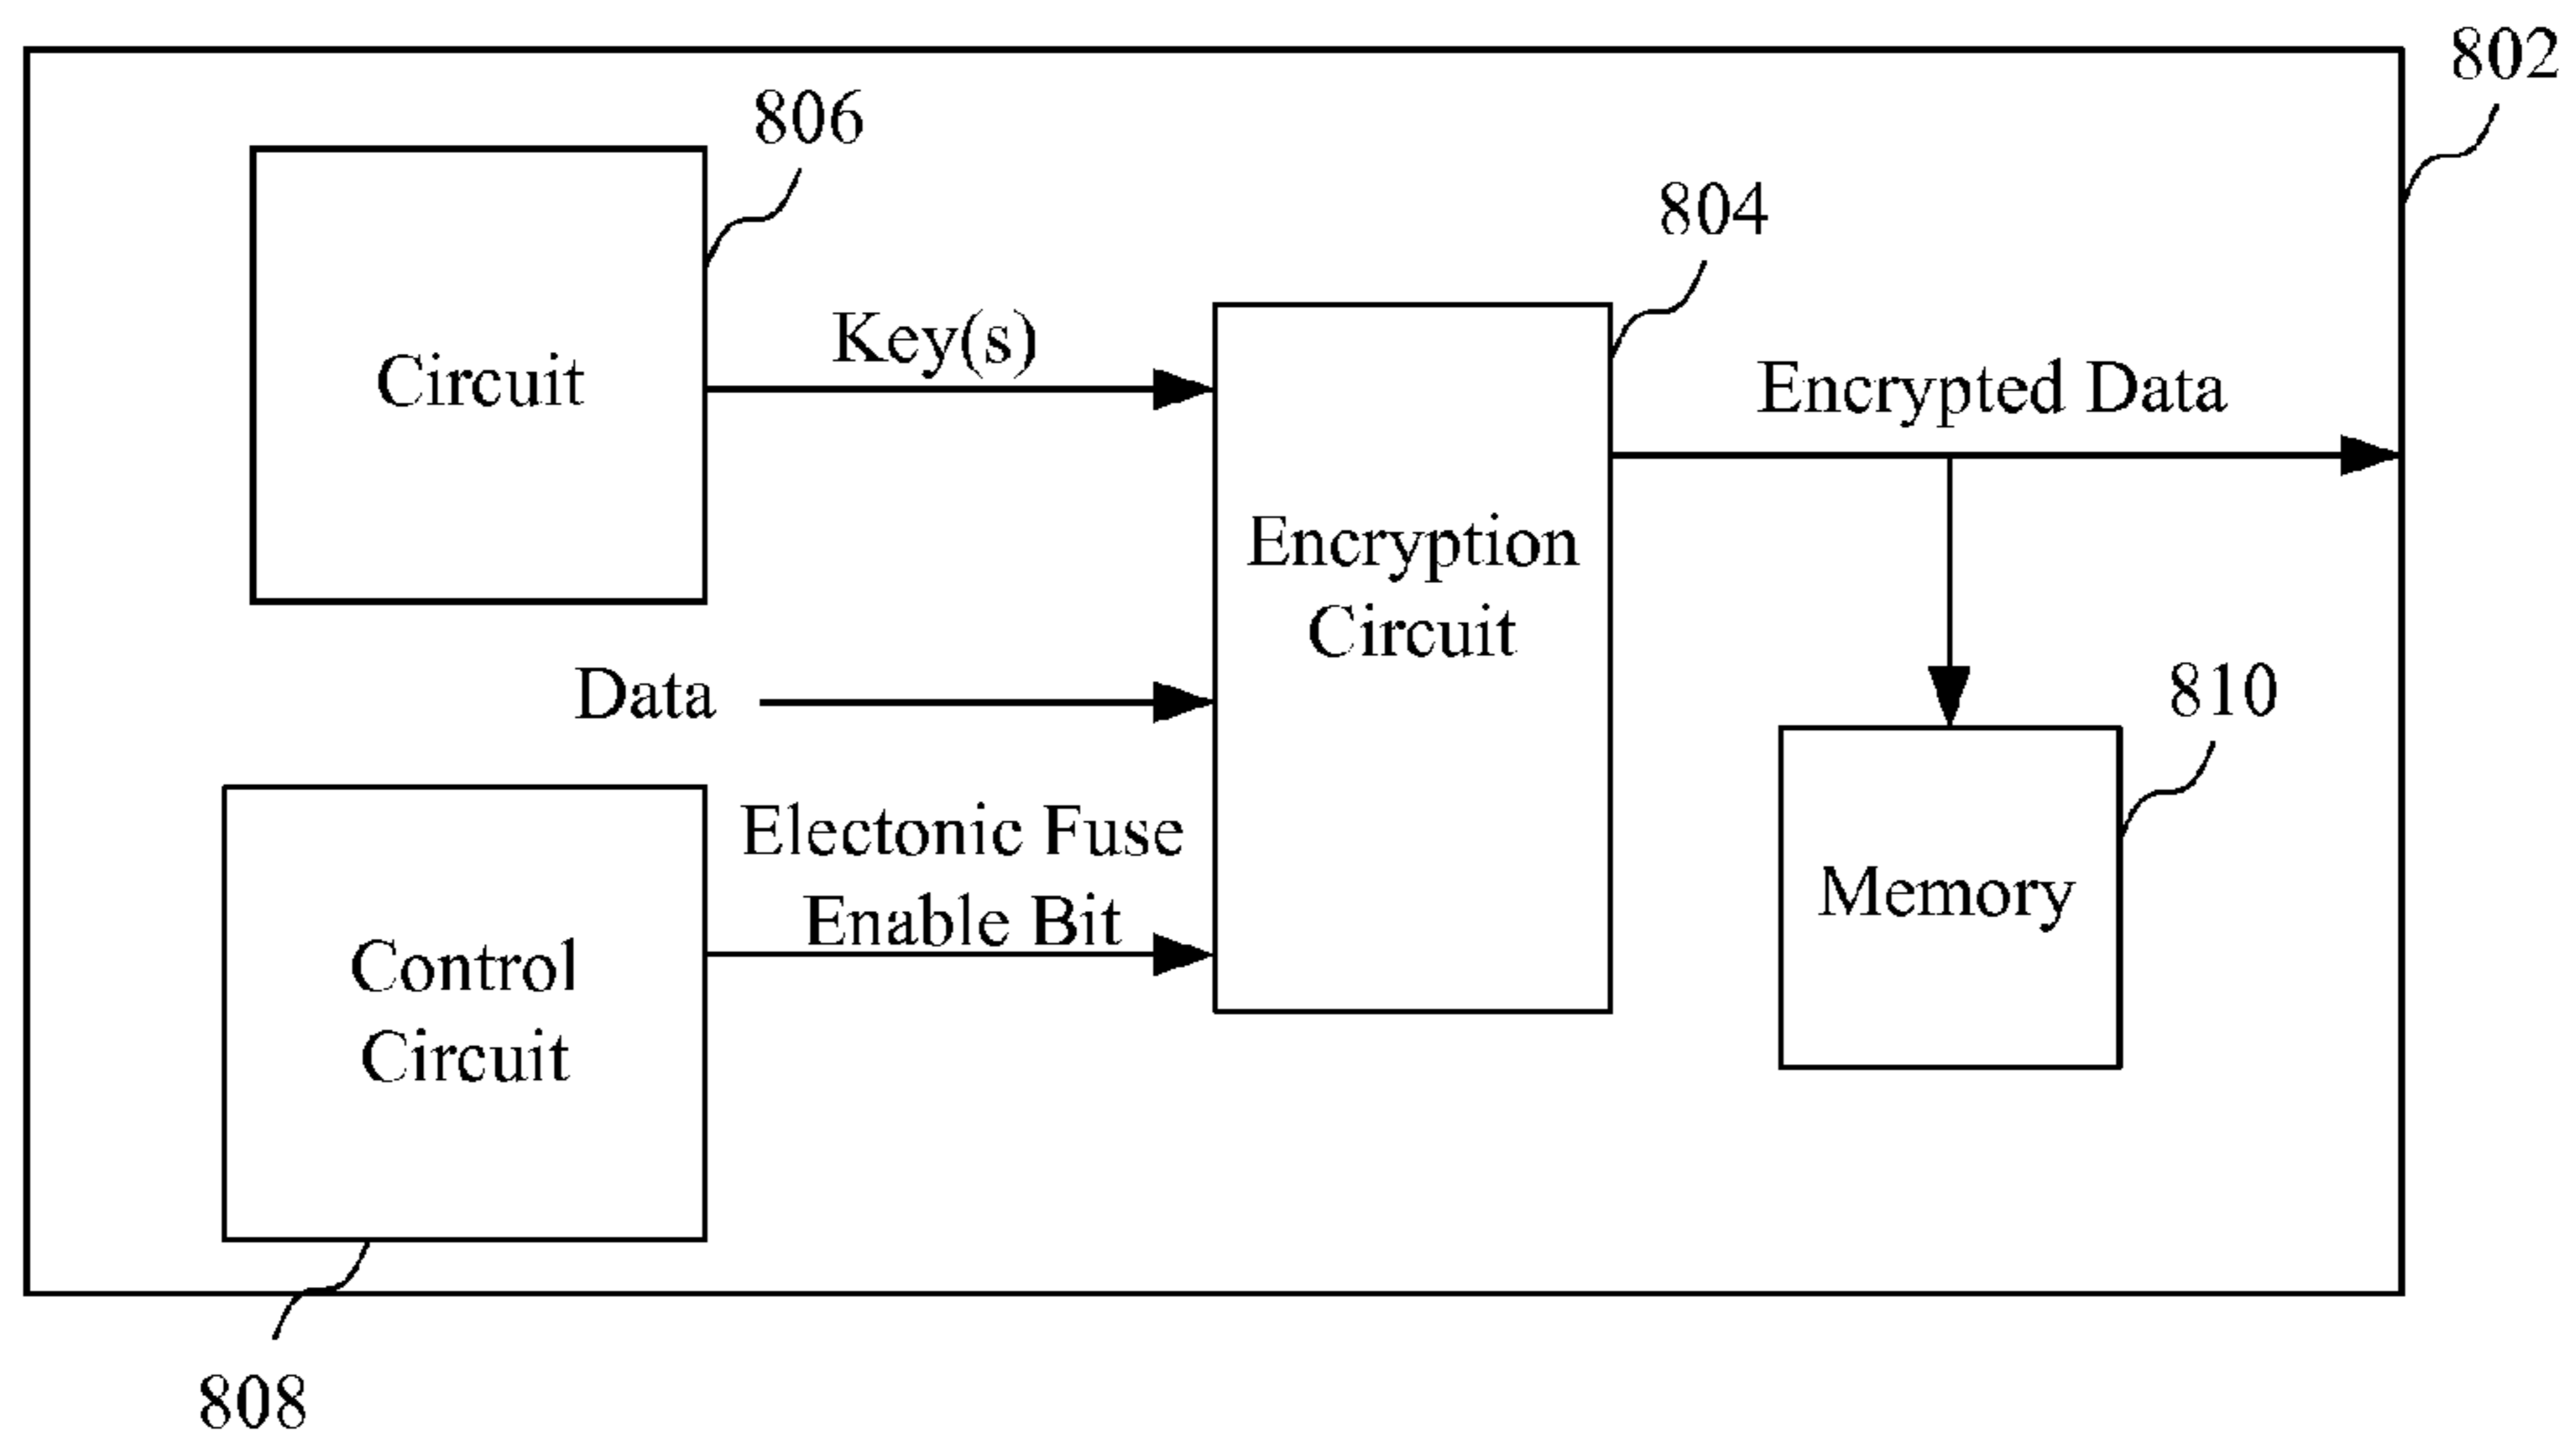 802
806
804
Circuit
Key(s)
Encrypted Data
Encryption
Circuit
Data
810
Electonic Fuse
Enable Bit
Memory
Control
Circuit
808